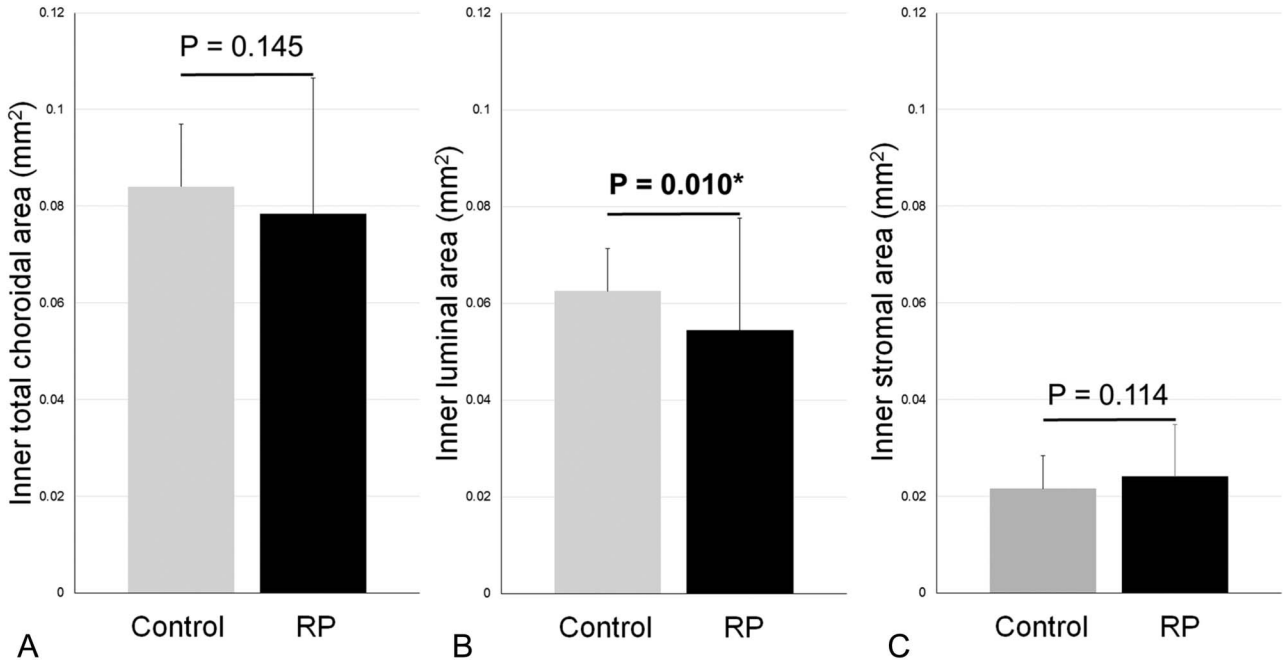 Inner total choroidal area (mm²)
0.12
0.1
0.08
0.06
0.04
0.02
0
P = 0.145
Control RP
A
Inner luminal area (mm²)
0.12
0.1
0.08
0.06
0.04
0.02
0
P = 0.010*
Control RP
B
Inner stromal area (mm²)
0.12
0.1
0.08
0.06
0.04
0.02
0
P = 0.114
Control RP
C